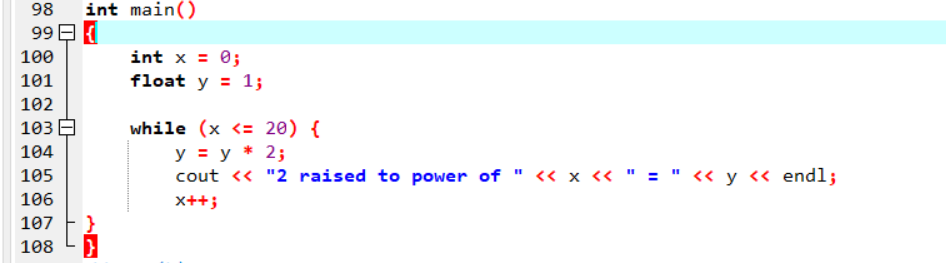 98 int main()
99 {
100 int x = 0;
101 float y = 1;
102
103 while (x <= 20) {
104 y = y * 2;
105 cout << "2 raised to power of " << x << " = " << y << endl;
106 x++;
107 }
108 }